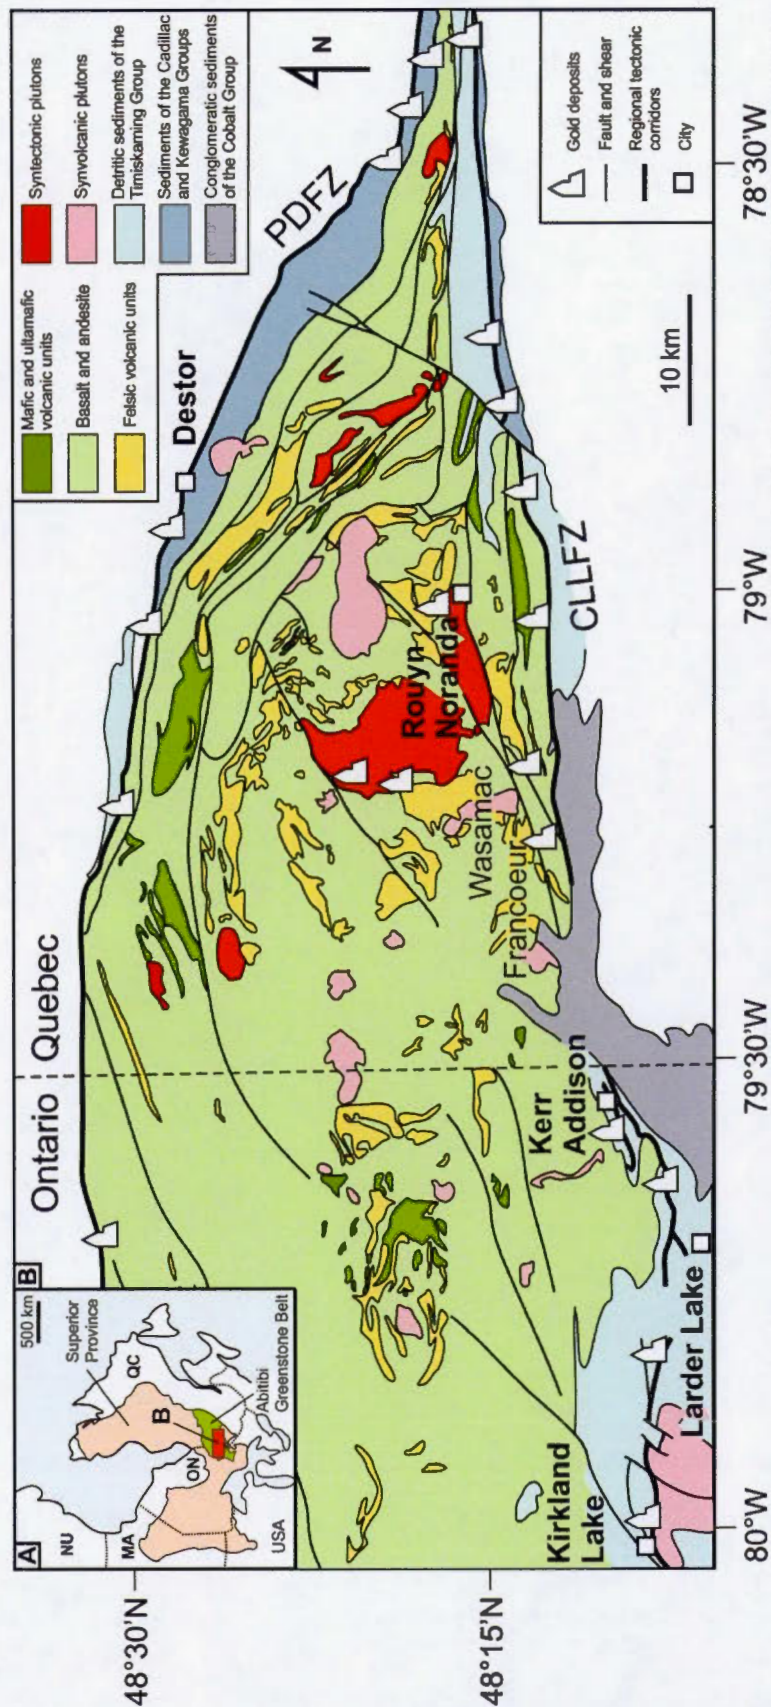 A
500 km
Superior
Province
NU
MA
ON
QC
B
USA
Abitibi
Greenstone Belt
B
Ontario
Quebec
Mafic and ultamafic
volcanic units
Basalt and andesite
Felsic volcanic units
Syntectonic plutons
Synvolcanic plutons
Detritic sediments of the
Timiskaming Group
Sediments of the Cadillac
and Kewagama Groups
Conglomeratic sediments
of the Cobalt Group
Destor
PDFZ
N
Rouyn
Noranda
Wasamac
Francoeur
CLLFZ
Kerr
Addison
Kirkland
Lake
Larder Lake
10 km
Gold deposits
Fault and shear
Regional tectonic
corridors
City
48°30'N
48°15'N
80°W
79°30'W
79°W
78°30'W